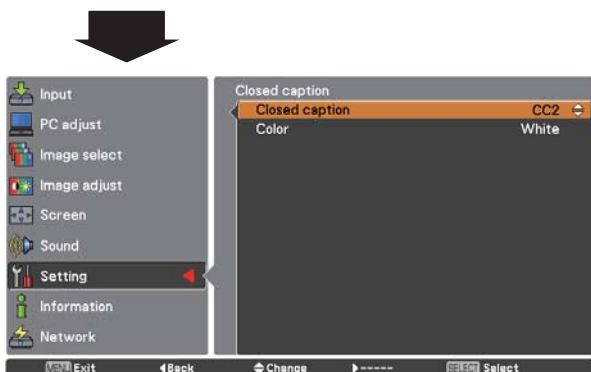 Input
PC adjust
Image select
Image adjust
Screen
Sound
Setting
Information
Network
Closed caption
Closed caption CC2
Color White
MENU Exit Back Change ----- SELECT Select